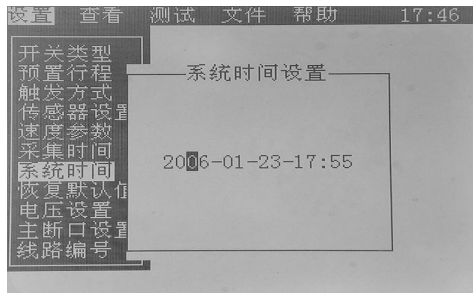 设置 查看 测试 文件 帮助 17:46
开关类型
预置行程
触发方式
传感器设置
速度参数
采集时间
系统时间
恢复默认值
电压设置
主断口设置
线路编号
系统时间设置
2006-01-23-17:55